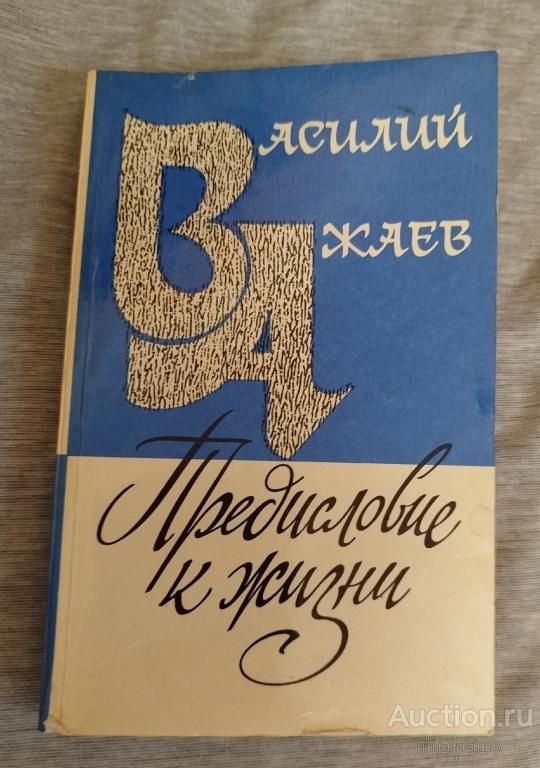 Василий
Ажаев
Предисловие
к жизни
Auction.ru